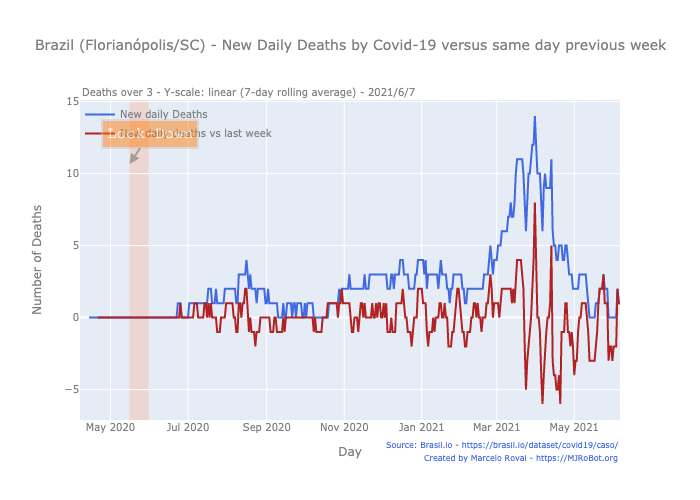 Brazil (Florianópolis/SC) - New Daily Deaths by Covid-19 versus same day previous week
Deaths over 3 - Y-scale: linear (7-day rolling average) - 2021/6/7
New daily Deaths
New daily Deaths vs last week
Lock Down
Number of Deaths
15
10
5
0
−5
May 2020
Jul 2020
Sep 2020
Nov 2020
Jan 2021
Mar 2021
May 2021
Day
Source: Brasil.io - https://brasil.io/dataset/covid19/caso/
Created by Marcelo Rovai - https://MJRoBot.org